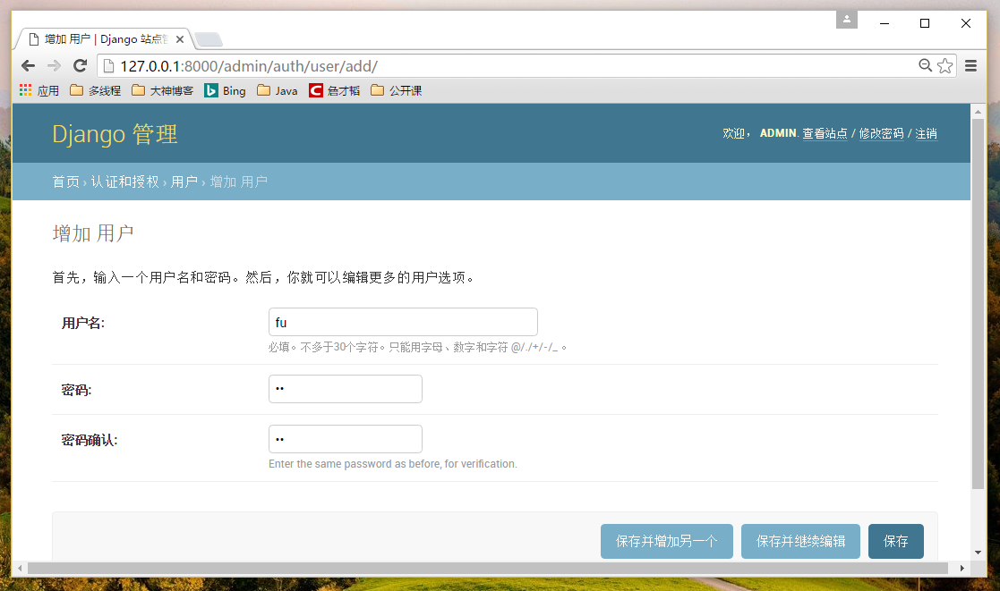 增加 用户 | Django 站点管
127.0.0.1:8000/admin/auth/user/add/
应用 多线程 大神博客 Bing Java 危才韬 公开课
Django 管理
欢迎， ADMIN. 查看站点 / 修改密码 / 注销
首页 › 认证和授权 › 用户 › 增加 用户
增加 用户
首先，输入一个用户名和密码。然后，你就可以编辑更多的用户选项。
用户名: fu
必填。不多于30个字符。只能用字母、数字和字符 @/./+/-/_ 。
密码: ••
密码确认: ••
Enter the same password as before, for verification.
保存并增加另一个 保存并继续编辑 保存